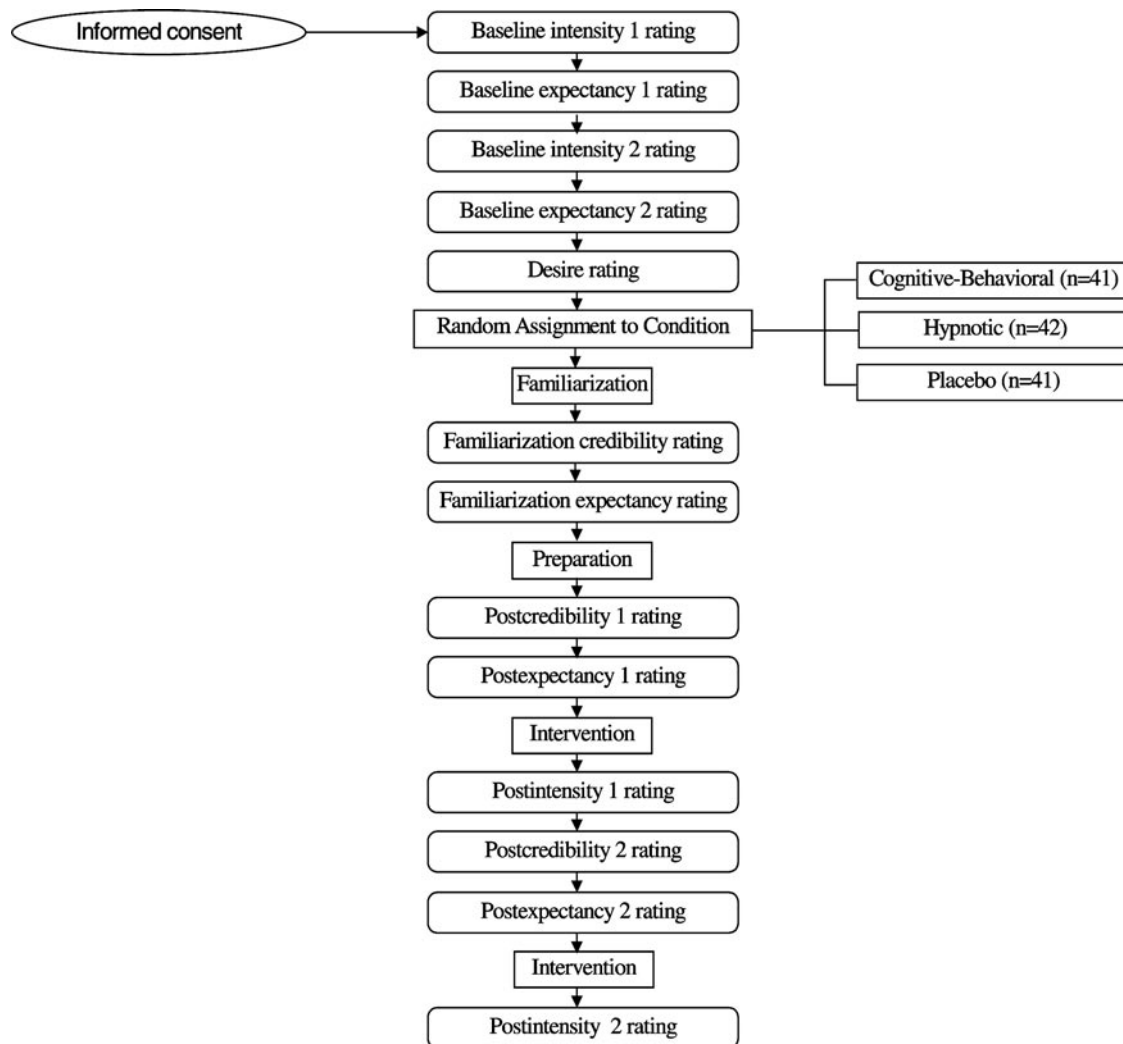 Informed consent
Baseline intensity 1 rating
Baseline expectancy 1 rating
Baseline intensity 2 rating
Baseline expectancy 2 rating
Desire rating
Random Assignment to Condition
Cognitive-Behavioral (n=41)
Hypnotic (n=42)
Placebo (n=41)
Familiarization
Familiarization credibility rating
Familiarization expectancy rating
Preparation
Postcredibility 1 rating
Postexpectancy 1 rating
Intervention
Postintensity 1 rating
Postcredibility 2 rating
Postexpectancy 2 rating
Intervention
Postintensity 2 rating